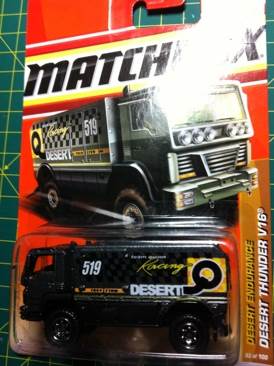 MATCHBOX
519
Racing
DESERT
519
Racing
DESERT
DESERT ENDURANCE
DESERT THUNDER V16®